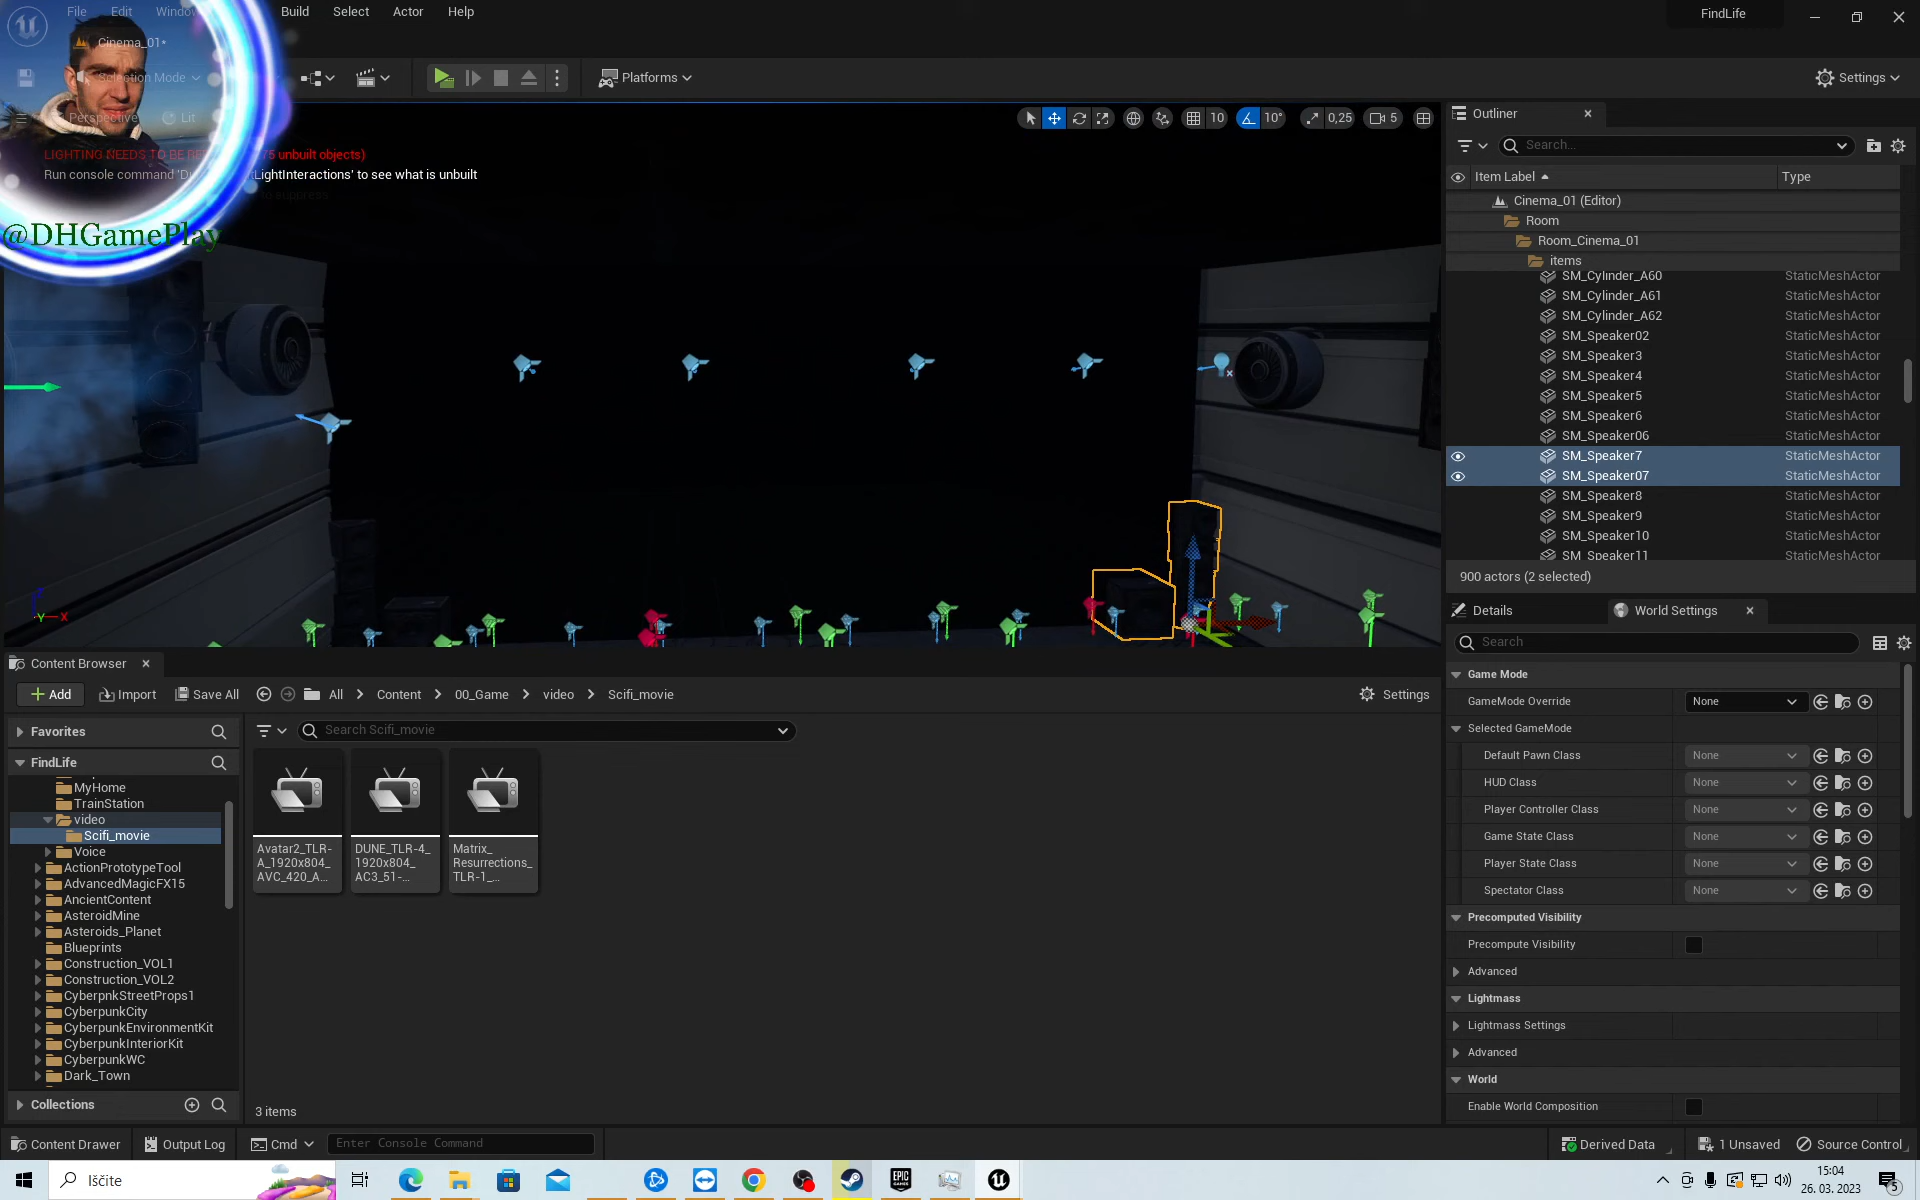 File Edit Window Build Select Actor Help
FindLife
Cinema_01*
Selection Mode
Platforms
Settings
Perspective Lit
10 10° 0,25 5
LIGHTING NEEDS TO BE unbuilt objects)
Run console command LightInteractions' to see what is unbuilt
to suppress
@DHGamePlay
Outliner
Search...
Item Label Type
Cinema_01 (Editor)
Room
Room_Cinema_01
items
SM_Cylinder_A60 StaticMeshActor
SM_Cylinder_A61 StaticMeshActor
SM_Cylinder_A62 StaticMeshActor
SM_Speaker02 StaticMeshActor
SM_Speaker3 StaticMeshActor
SM_Speaker4 StaticMeshActor
SM_Speaker5 StaticMeshActor
SM_Speaker6 StaticMeshActor
SM_Speaker06 StaticMeshActor
SM_Speaker7 StaticMeshActor
SM_Speaker07 StaticMeshActor
SM_Speaker8 StaticMeshActor
SM_Speaker9 StaticMeshActor
SM_Speaker10 StaticMeshActor
SM_Speaker11 StaticMeshActor
900 actors (2 selected)
Details World Settings
Search
Game Mode
GameMode Override None
Selected GameMode
Default Pawn Class None
HUD Class None
Player Controller Class None
Game State Class None
Player State Class None
Spectator Class None
Precomputed Visibility
Precompute Visibility
Advanced
Lightmass
Lightmass Settings
Advanced
World
Enable World Composition
Content Browser
Add Import Save All All Content 00_Game video Scifi_movie Settings
Favorites
Search Scifi_movie
FindLife
MyHome
TrainStation
video
Scifi_movie
Voice
ActionPrototypeTool
AdvancedMagicFX15
AncientContent
AsteroidMine
Asteroids_Planet
Blueprints
Construction_VOL1
Construction_VOL2
CyberpnkStreetProps1
CyberpunkCity
CyberpunkEnvironmentKit
CyberpunkInteriorKit
CyberpunkWC
Dark_Town
Collections
Avatar2_TLR-
A_1920x804_
AVC_420_A...
DUNE_TLR-4_
1920x804_
AC3_51-...
Matrix_
Resurrections_
TLR-1_...
3 items
Content Drawer Output Log Cmd Enter Console Command Derived Data 1 Unsaved Source Control
Iščite
EPIC GAMES
15:04
26. 03. 2023
5